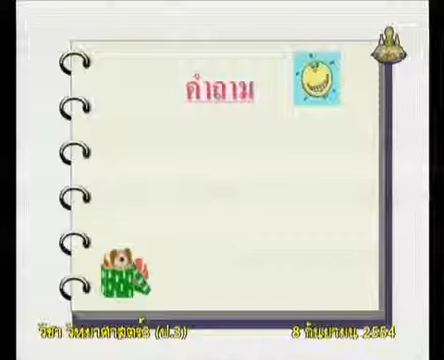 คำถาม
วิชา วิทยาศาสตร์3 (ป.3)
8 กันยายน 2554